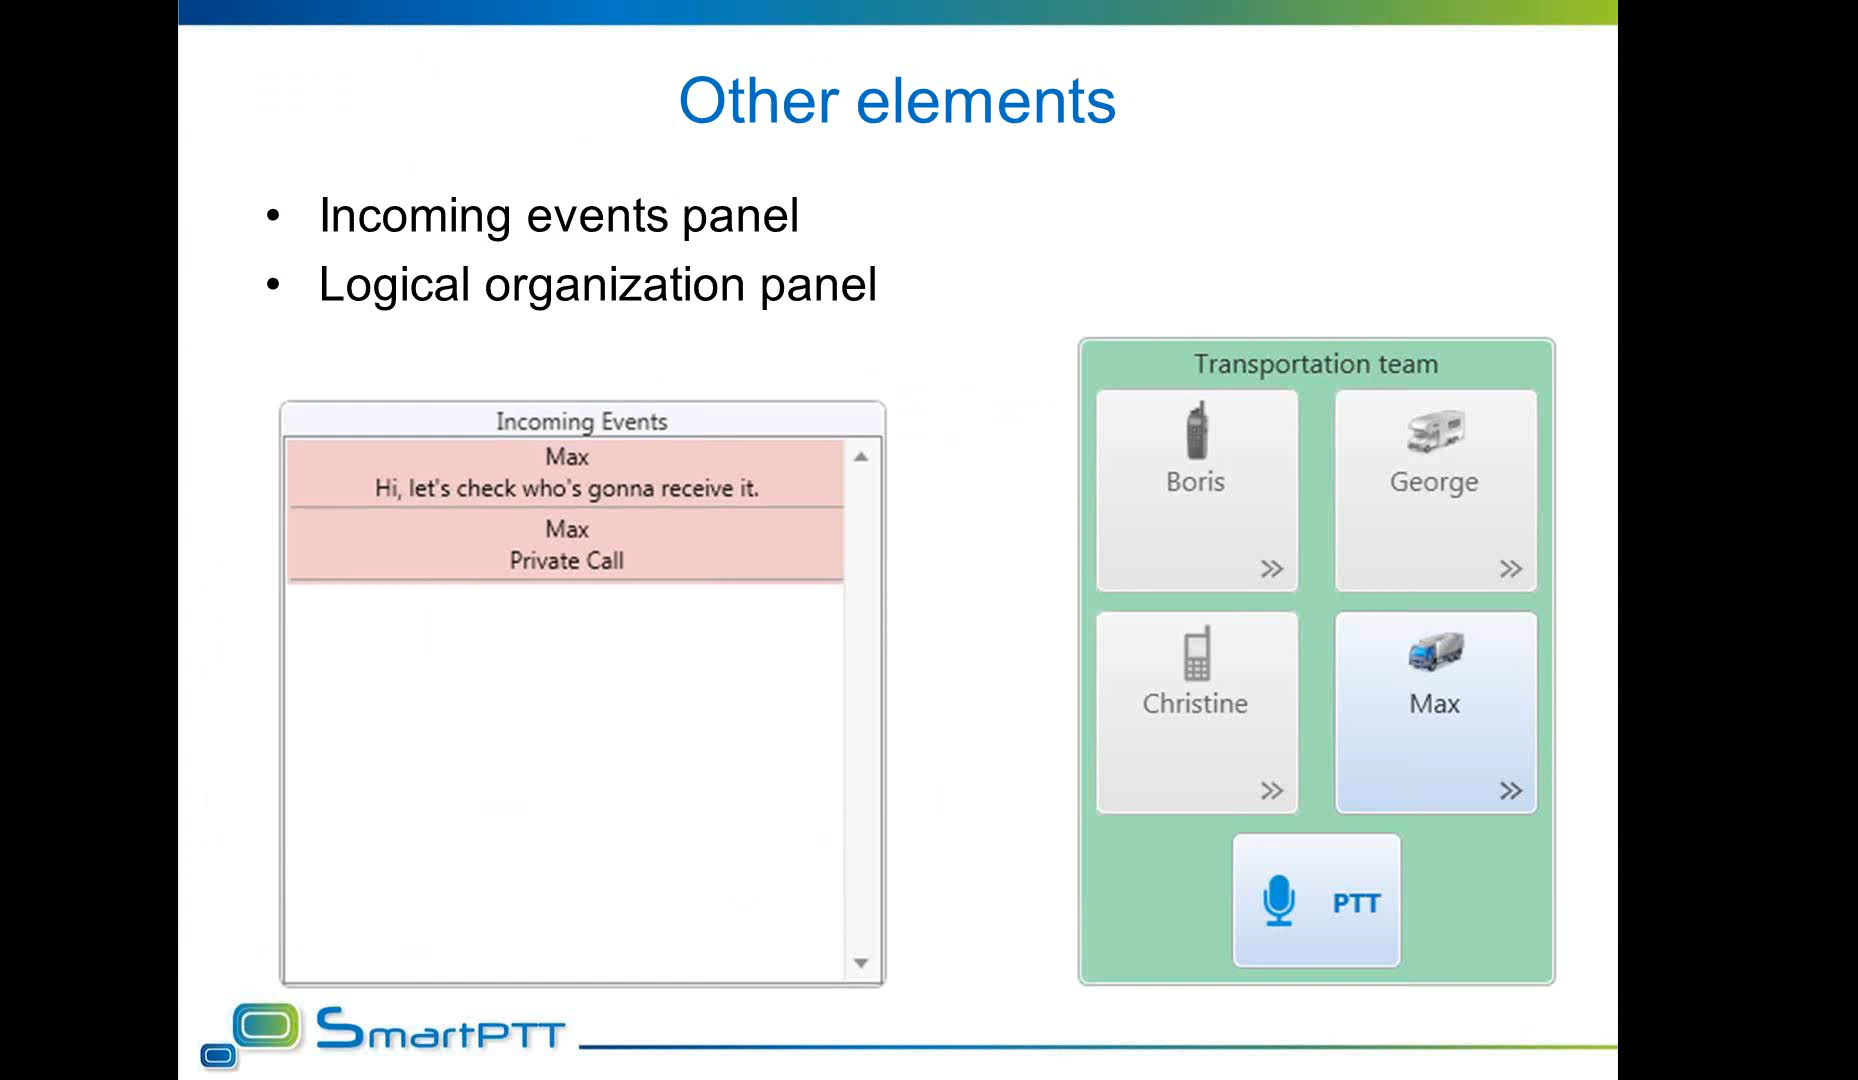 Other elements
• Incoming events panel
• Logical organization panel
Incoming Events
Max
Hi, let's check who's gonna receive it.
Max
Private Call
Transportation team
Boris
George
Christine
Max
PTT
SmartPTT